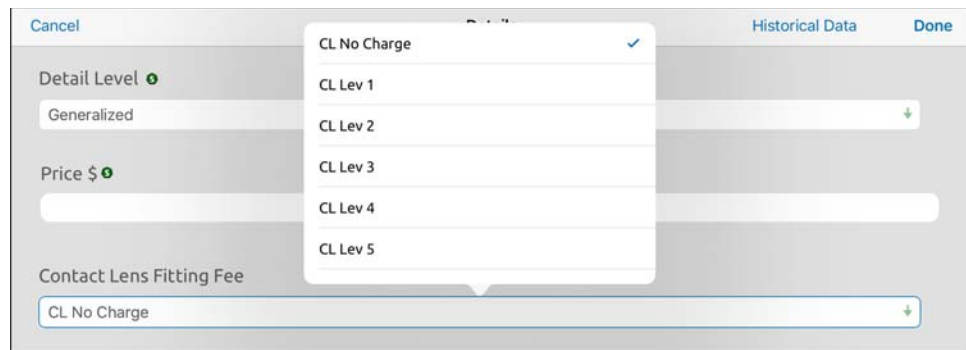 Cancel Historical Data Done
CL No Charge
CL Lev 1
CL Lev 2
CL Lev 3
CL Lev 4
CL Lev 5
Detail Level
Generalized
Price $
Contact Lens Fitting Fee
CL No Charge